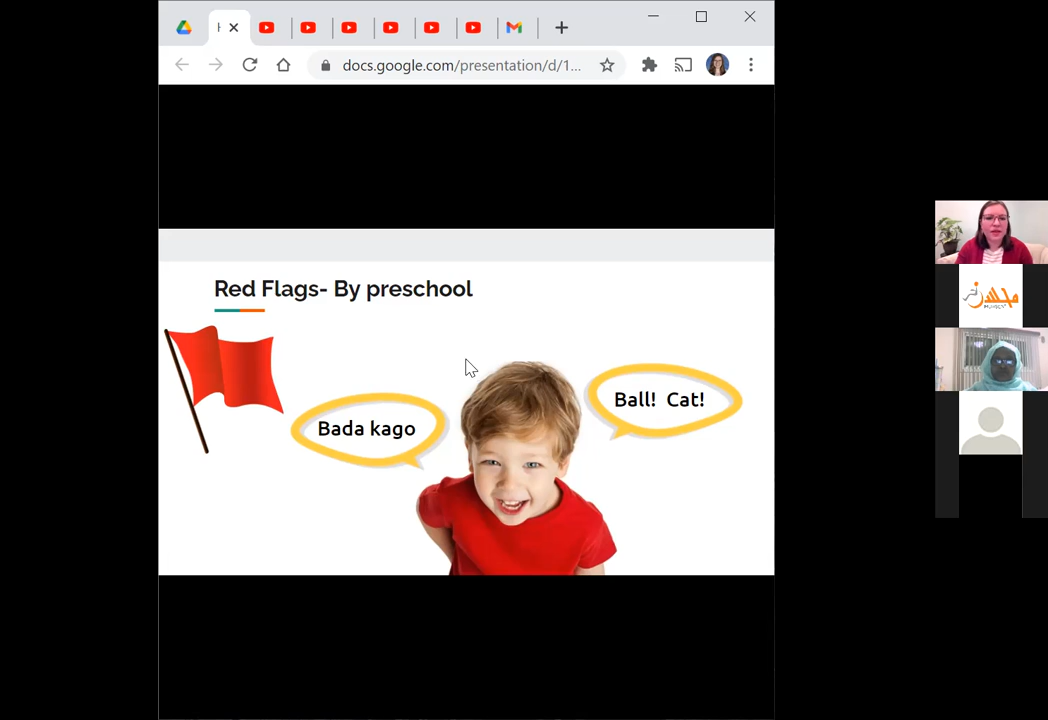 docs.google.com/presentation/d/1...
Red Flags- By preschool
Bada kago
Ball! Cat!